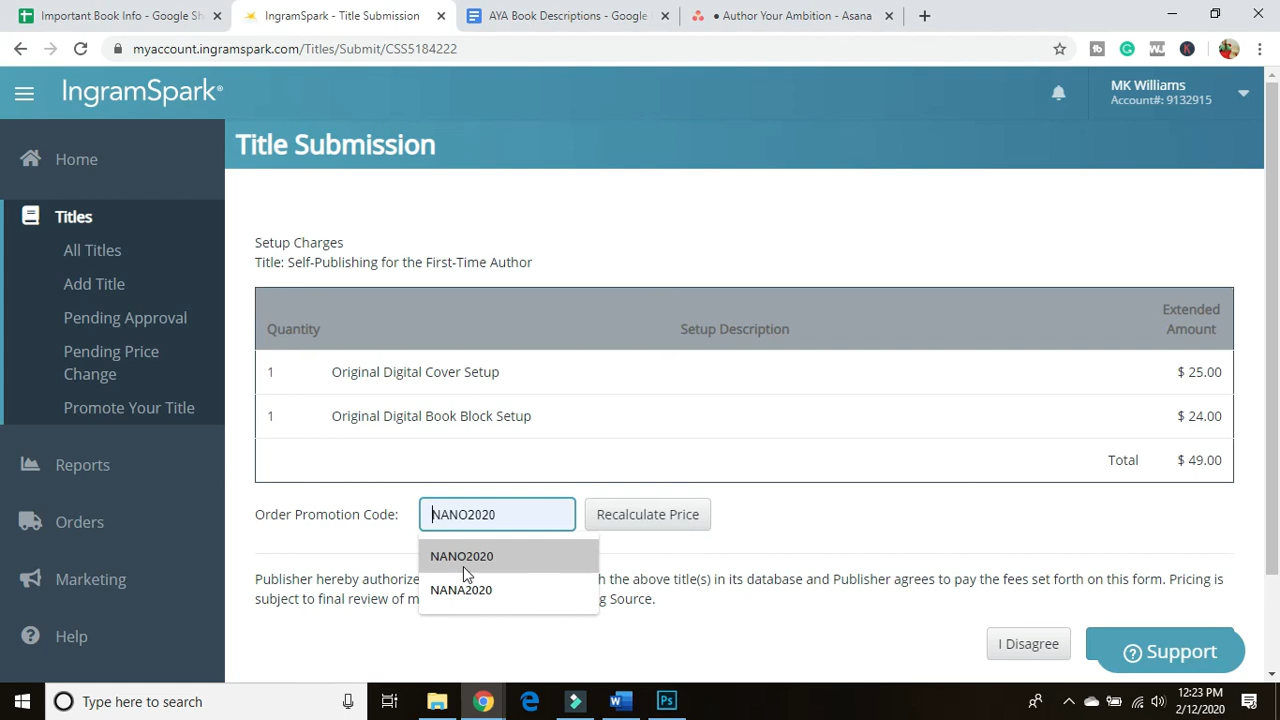 Important Book Info - Google Sh
IngramSpark - Title Submission
AYA Book Descriptions - Google
• Author Your Ambition - Asana
myaccount.ingramspark.com/Titles/Submit/CSS5184222
IngramSpark®
MK Williams
Account#: 9132915
Title Submission
Home
Titles
All Titles
Add Title
Pending Approval
Pending Price
Change
Promote Your Title
Reports
Orders
Marketing
Help
Setup Charges
Title: Self-Publishing for the First-Time Author
Quantity Setup Description Extended Amount
1 Original Digital Cover Setup $ 25.00
1 Original Digital Book Block Setup $ 24.00
Total $ 49.00
Order Promotion Code: NANO2020 Recalculate Price
NANO2020
NANA2020
Publisher hereby authorize h the above title(s) in its database and Publisher agrees to pay the fees set forth on this form. Pricing is
subject to final review of m ng Source.
I Disagree
Support
Type here to search
12:23 PM
2/12/2020